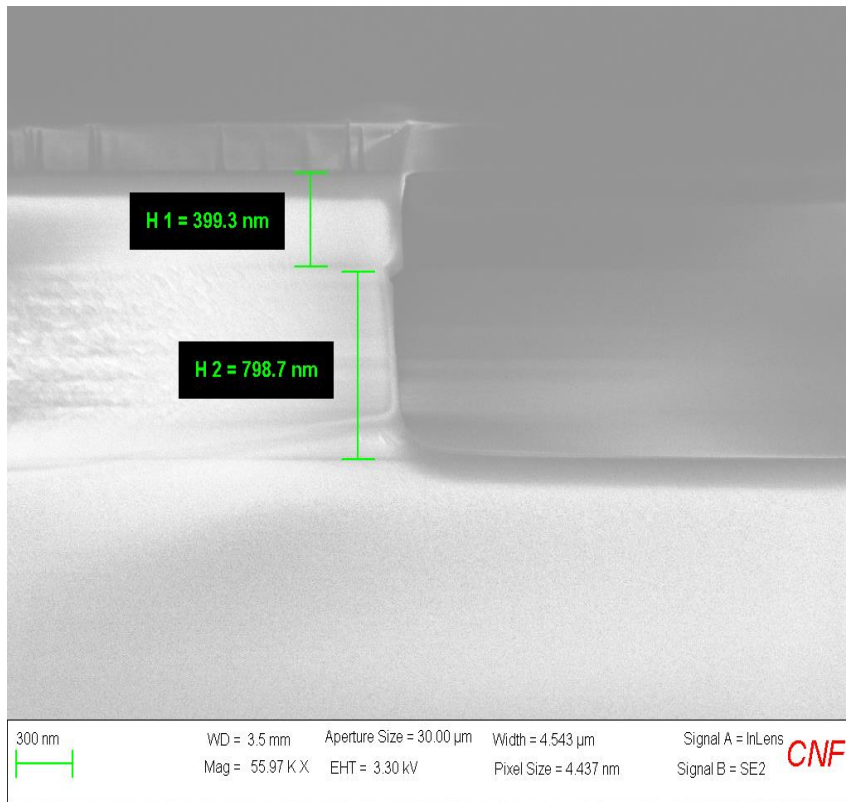 H 1 = 399.3 nm
H 2 = 798.7 nm
300 nm
WD = 3.5 mm
Aperture Size = 30.00 µm
Width = 4.543 µm
Signal A = InLens
Mag = 55.97 K X
EHT = 3.30 kV
Pixel Size = 4.437 nm
Signal B = SE2
CNF